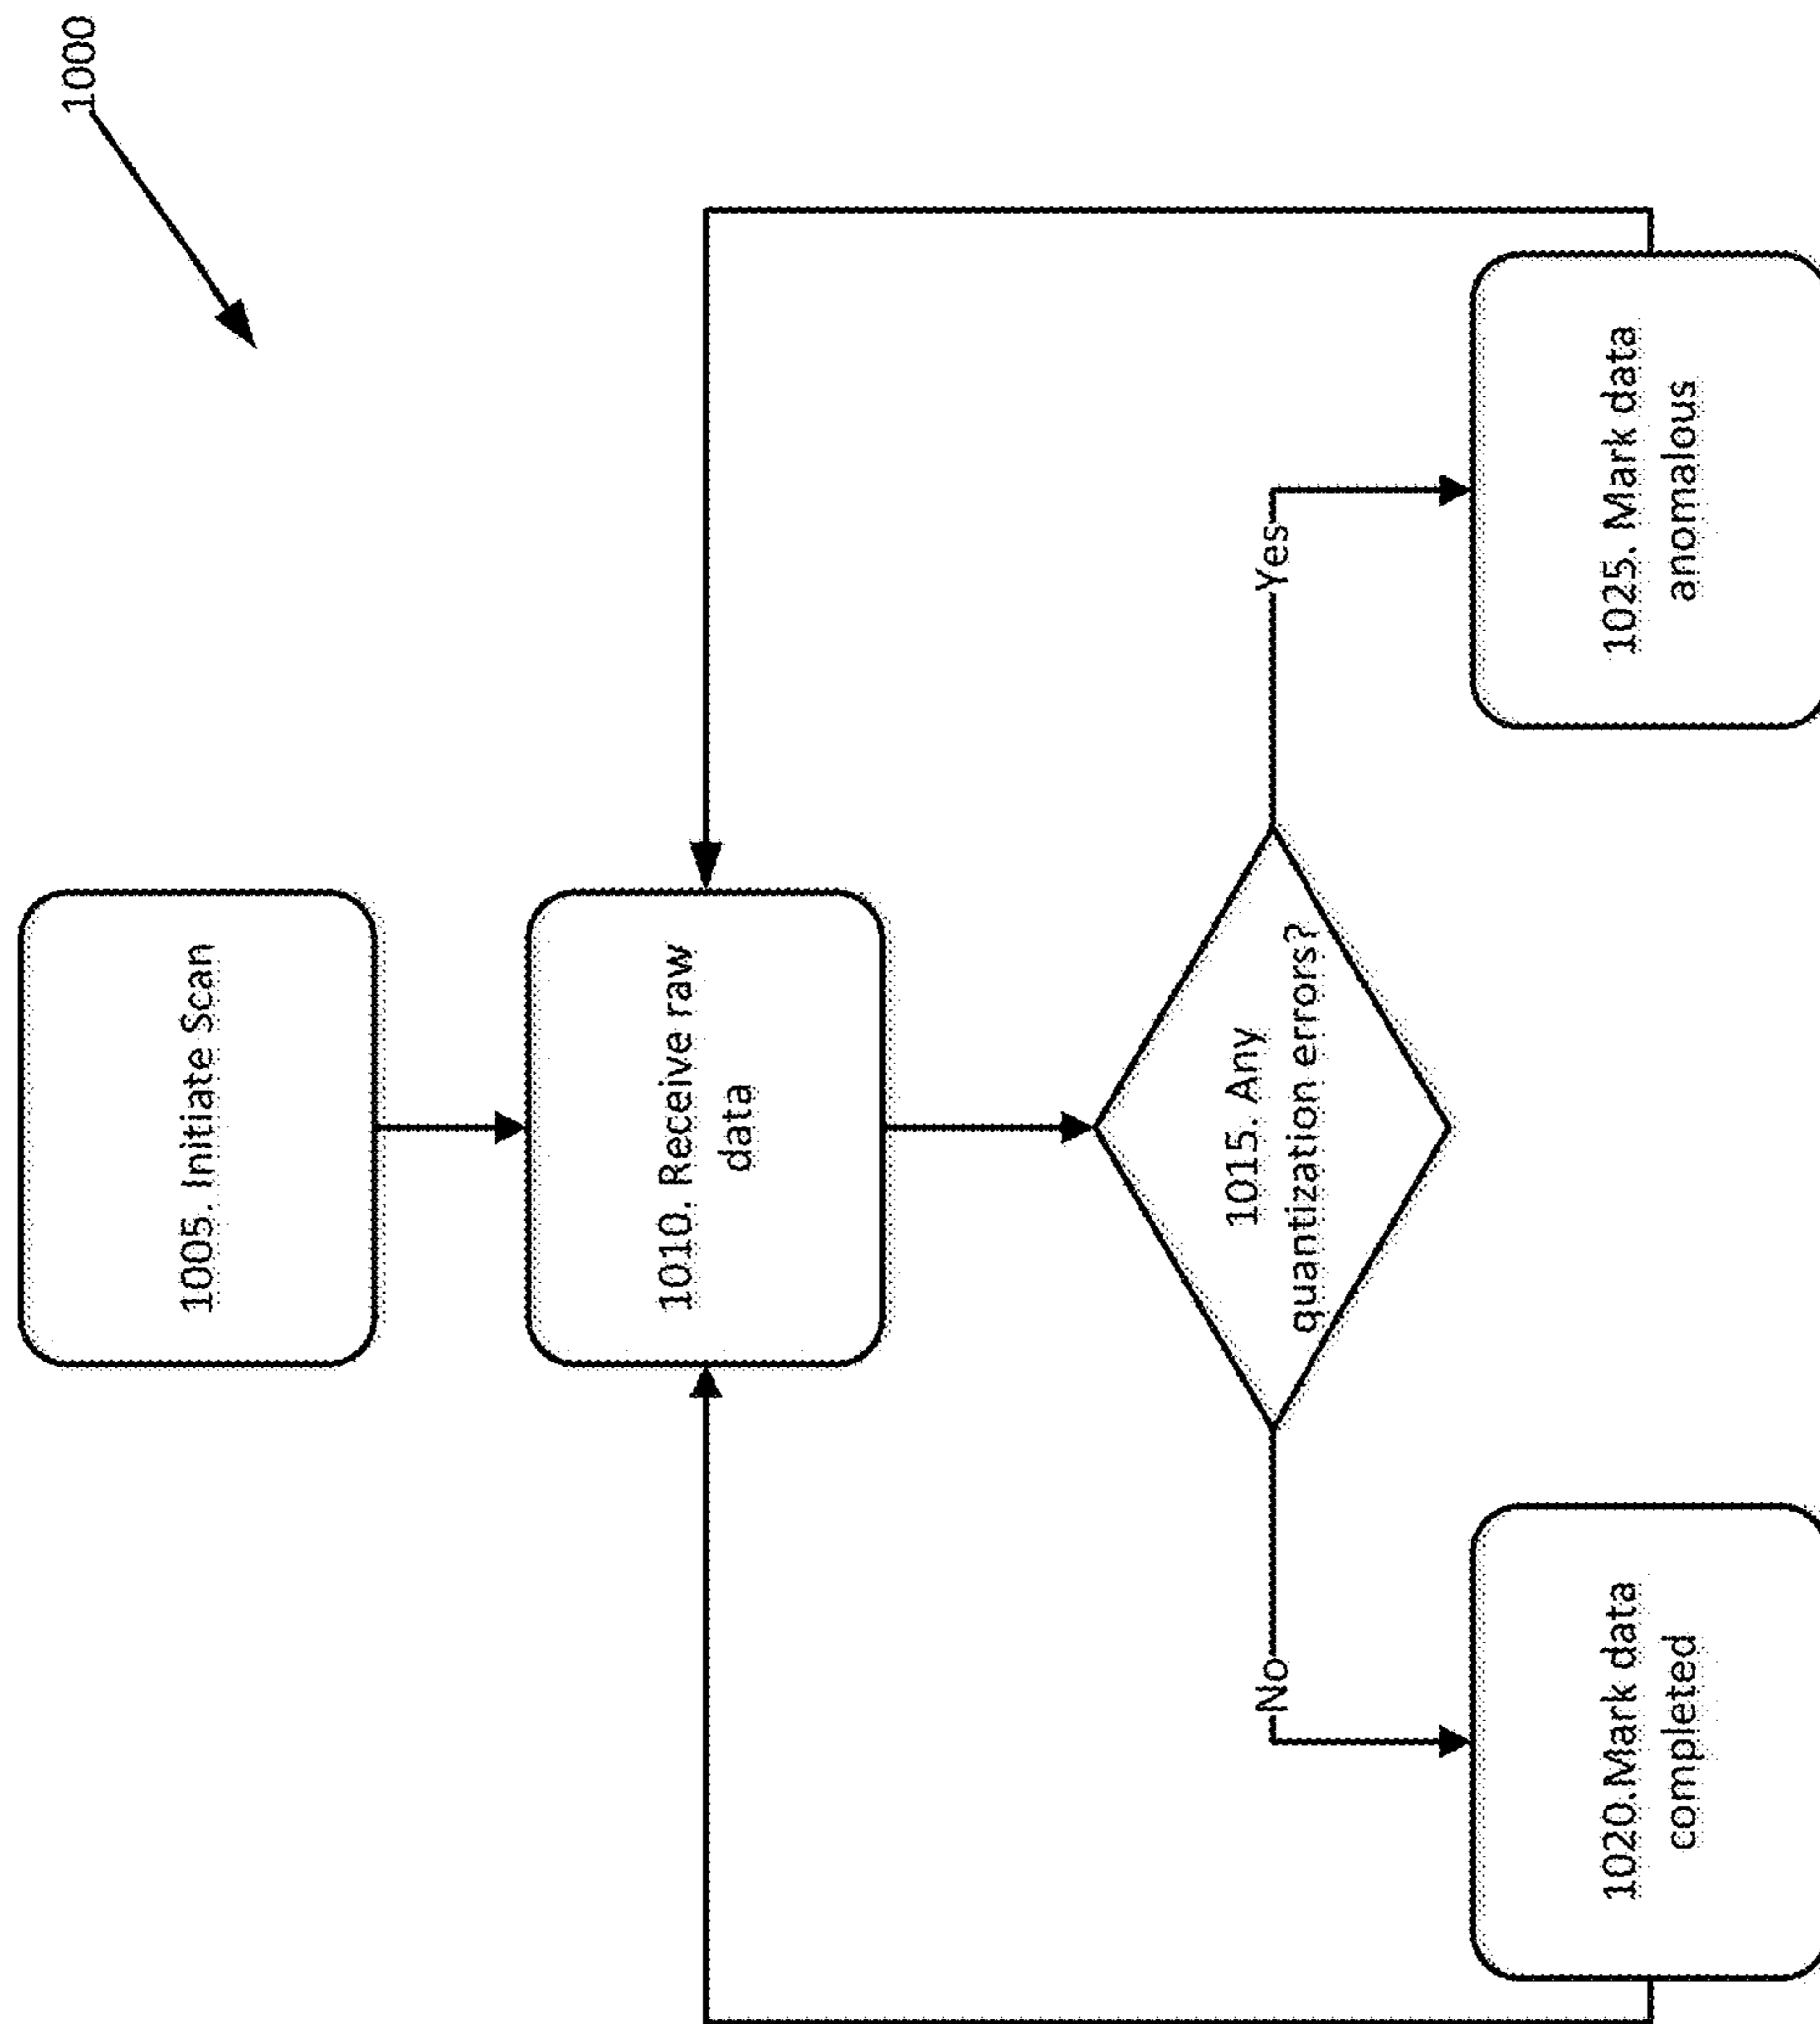 1000
1005. Initiate Scan
1010. Receive raw
data
1015. Any
quantization errors?
No
Yes
1020.Mark data
completed
1025. Mark data
anomalous